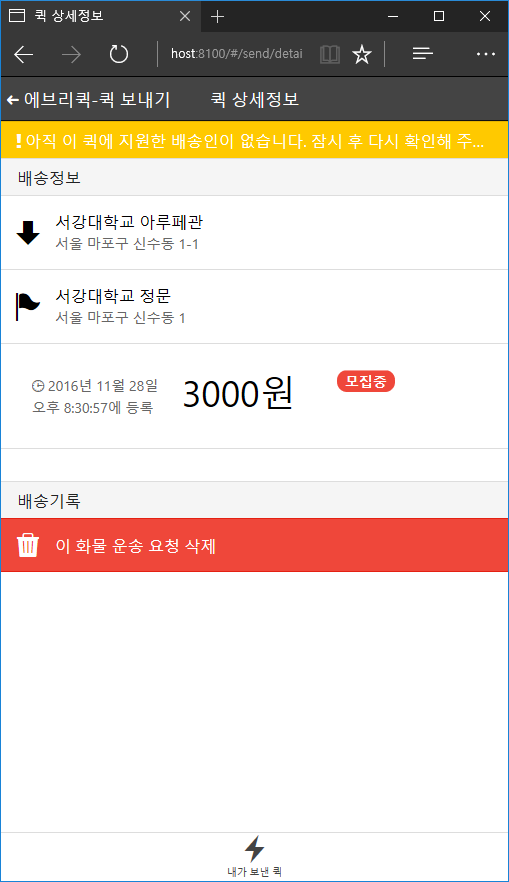 퀵 상세정보
host:8100/#/send/detai
에브리퀵-퀵 보내기 퀵 상세정보
아직 이 퀵에 지원한 배송인이 없습니다. 잠시 후 다시 확인해 주...
배송정보
서강대학교 아루페관
서울 마포구 신수동 1-1
서강대학교 정문
서울 마포구 신수동 1
2016년 11월 28일
오후 8:30:57에 등록
3000원
모집중
배송기록
이 화물 운송 요청 삭제
내가 보낸 퀵